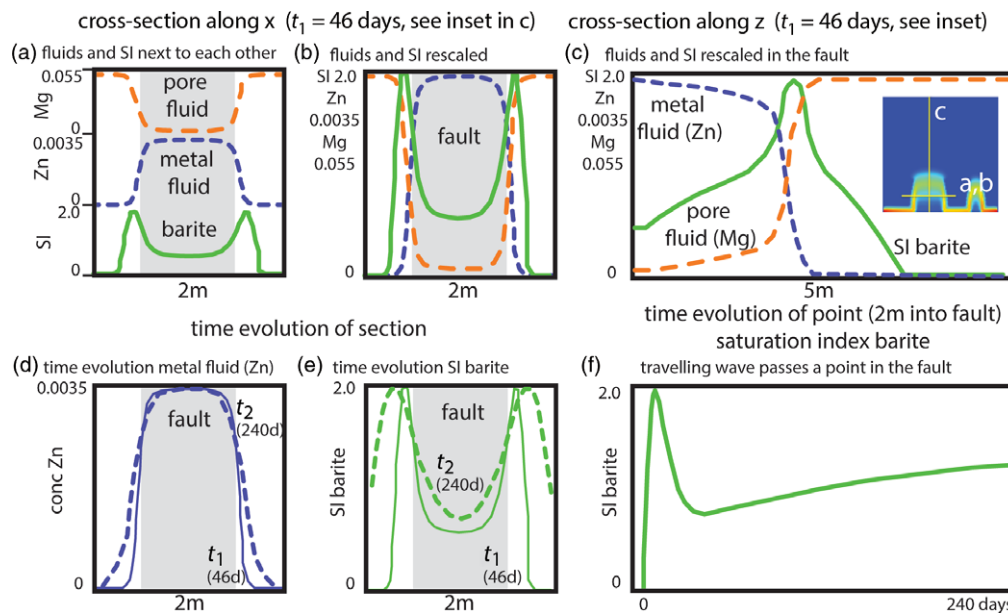 cross-section along x (t1 = 46 days, see inset in c)
cross-section along z (t1 = 46 days, see inset)
(a) fluids and SI next to each other
0.055
Mg
0
0.0035
Zn
0
2.0
SI
0
pore
fluid
metal
fluid
barite
2m
(b) fluids and SI rescaled
SI 2.0
Zn
0.0035
Mg
0.055
0
fault
2m
(c) fluids and SI rescaled in the fault
SI 2.0
Zn
0.0035
Mg
0.055
0
metal
fluid (Zn)
pore
fluid (Mg)
SI barite
c
a,b
5m
time evolution of section
time evolution of point (2m into fault)
saturation index barite
(d) time evolution metal fluid (Zn)
0.0035
conc Zn
0
fault
t2
(240d)
t1
(46d)
2m
(e) time evolution SI barite
2.0
SI barite
0
fault
t2
(240d)
t1
(46d)
2m
(f) travelling wave passes a point in the fault
2.0
SI barite
0.0
0
240 days